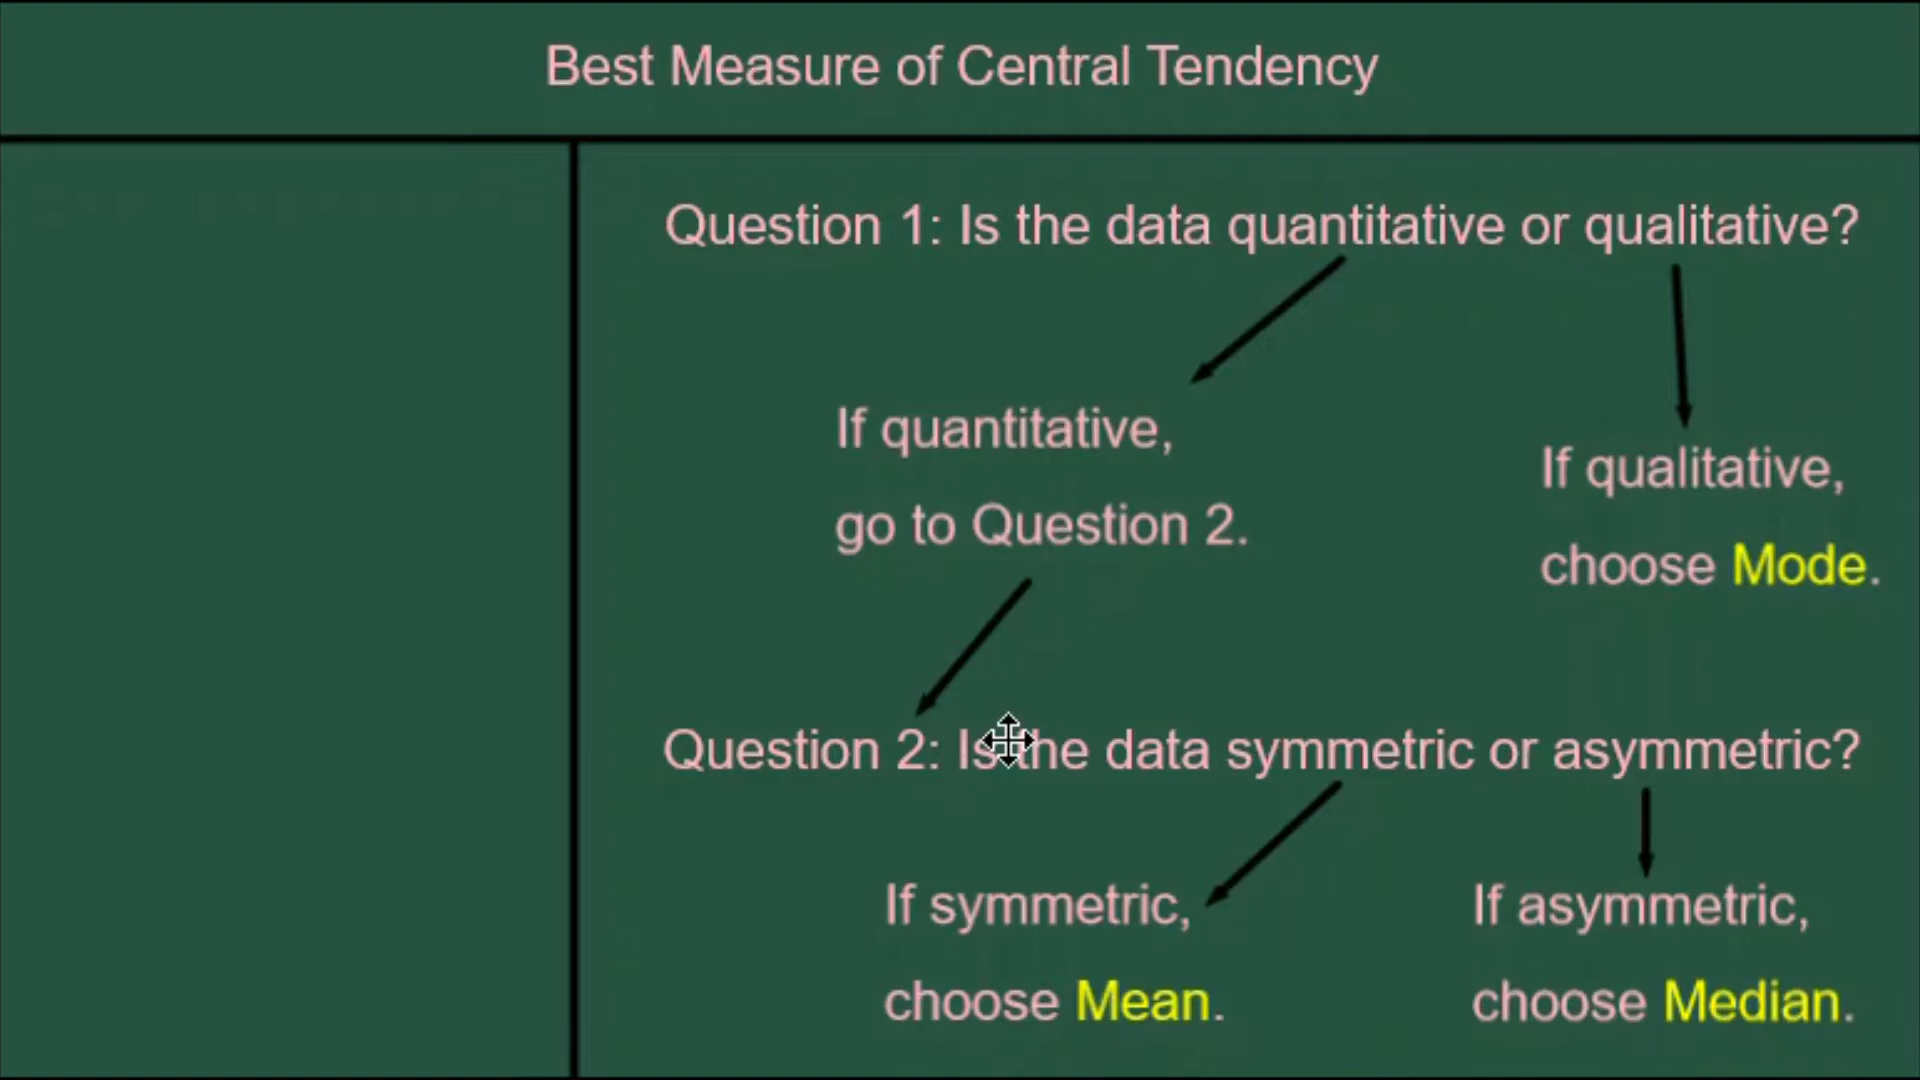 Best Measure of Central Tendency
Question 1: Is the data quantitative or qualitative?
If quantitative,
go to Question 2.
If qualitative,
choose Mode.
Question 2: Is the data symmetric or asymmetric?
If symmetric,
choose Mean.
If asymmetric,
choose Median.